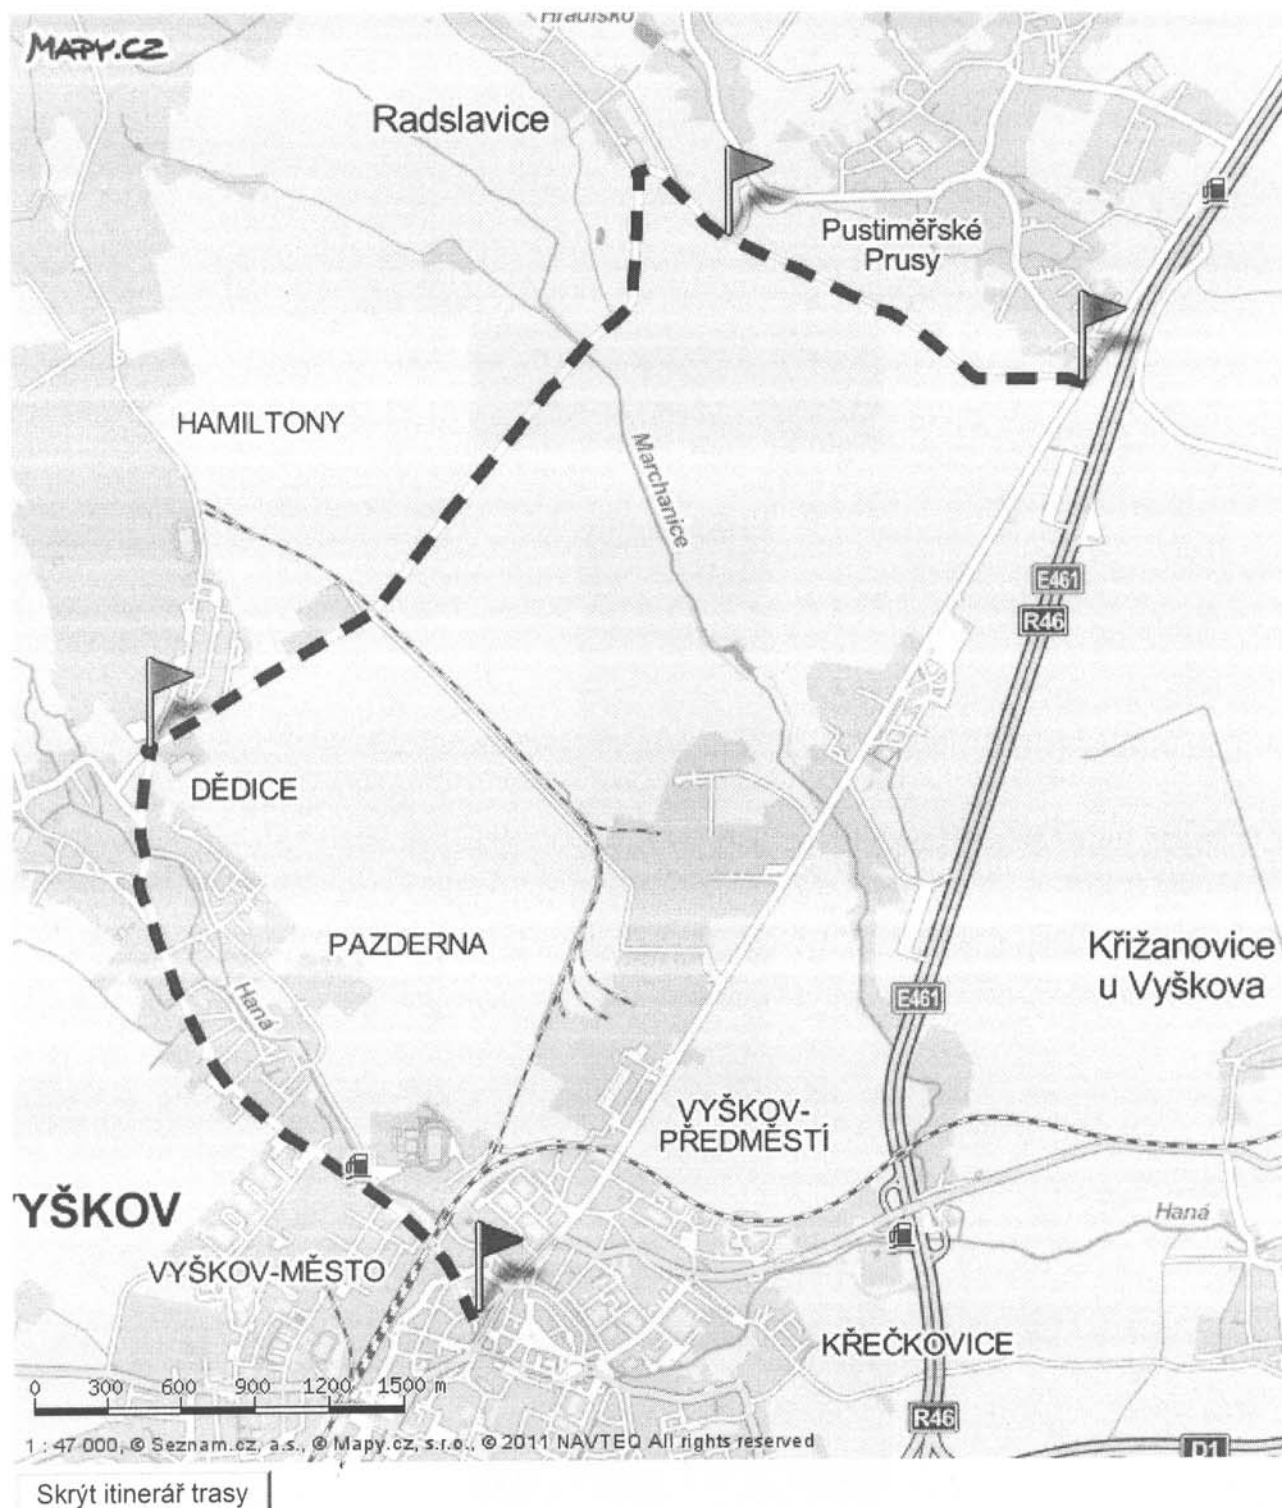 MAPY.CZ
Hradisko
Radslavice
Pustiměřské
Prusy
HAMILTONY
Marchanice
E461
R46
DĚDICE
PAZDERNA
Křižanovice
u Vyškova
Haná
E461
VYŠKOV-
PŘEDMĚSTÍ
YŠKOV
Haná
VYŠKOV-MĚSTO
KŘEČKOVICE
0 300 600 900 1200 1500 m
R46
1 : 47 000, © Seznam.cz, a.s., © Mapy.cz, s.r.o., © 2011 NAVTEQ All rights reserved
D1
Skrýt itinerář trasy